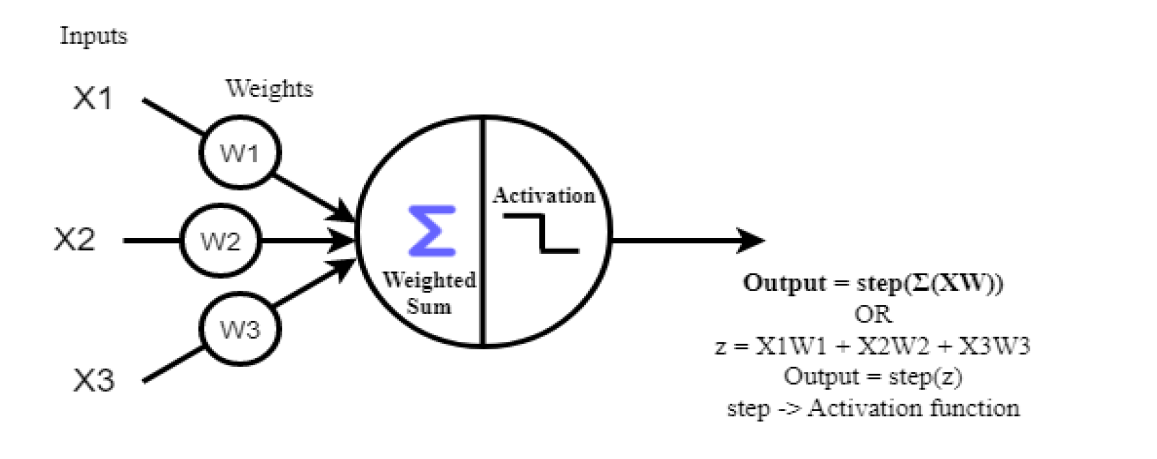 Inputs
X1
Weights
W1
X2
W2
W3
X3
Activation
Σ
Weighted
Sum
Output = step(Σ(XW))
OR
z = X1W1 + X2W2 + X3W3
Output = step(z)
step -> Activation function